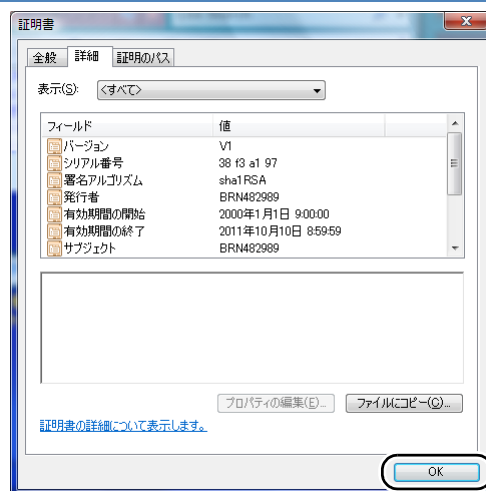 証明書
全般 詳細 証明のパス
表示(S): <すべて>
フィールド 値
バージョン V1
シリアル番号 38 f3 a1 97
署名アルゴリズム sha1RSA
発行者 BRN482989
有効期間の開始 2000年1月1日 9:00:00
有効期間の終了 2011年10月10日 8:59:59
サブジェクト BRN482989
プロパティの編集(E)... ファイルにコピー(C)...
証明書の詳細について表示します。
OK